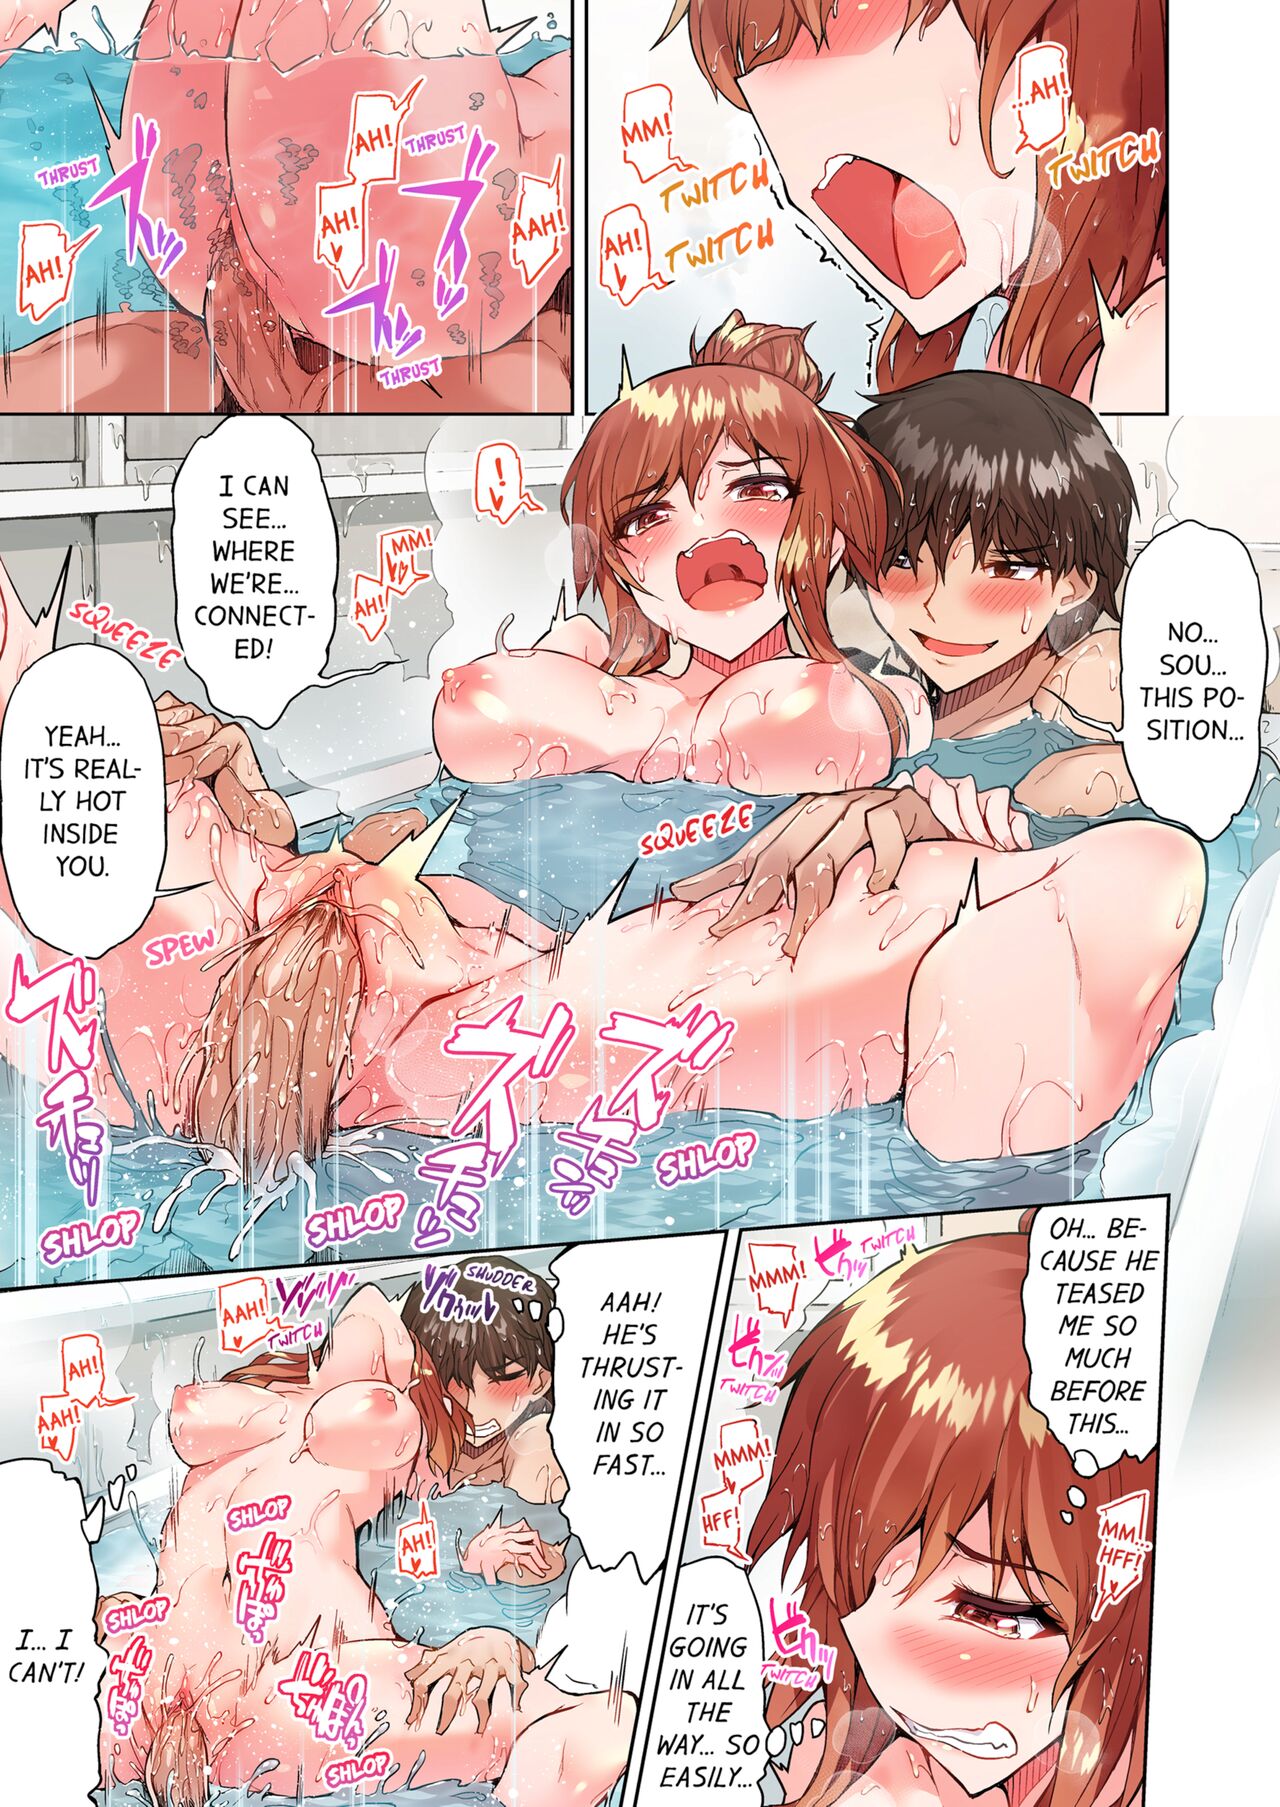 ...AH!
TWITCH
MM!
TWITCH
AH!
TWITCH
THRUST
AH!
THRUST
AH!
AAH!
AH!
THRUST
NO...
SOU...
THIS PO-
SITION...
!
I CAN
SEE...
WHERE
WE'RE...
CONNECT-
ED!
MM!
AH!
SQUEEZE
YEAH...
IT'S REAL-
LY HOT
INSIDE
YOU.
SQUEEZE
SPEW
SHLOP
SHLOP
SHLOP
OH... BE-
CAUSE HE
TEASED
ME SO
MUCH
BEFORE
THIS...
TWITCH
MMM!
TWITCH
MMM!
HFF!
MM...
HFF!
TWITCH
IT'S
GOING
IN ALL
THE
WAY... SO
EASILY...
SHUDDER
AAH!
HE'S
THRUST-
ING IT
IN SO
FAST...
AAH!
TWITCH
AH!
AAH!
SHLOP
AH!
SHLOP
SHLOP
I... I
CAN'T!